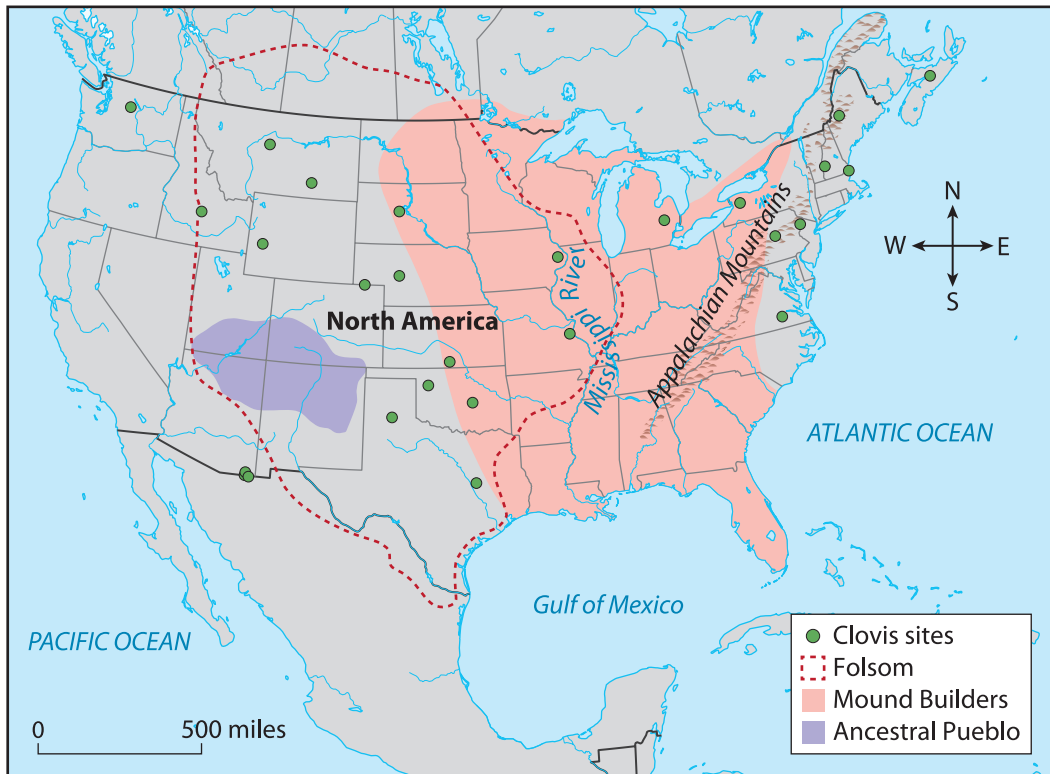 North America
Mississippi River
Appalachian Mountains
N
W E
S
ATLANTIC OCEAN
Gulf of Mexico
PACIFIC OCEAN
0 500 miles
Clovis sites
Folsom
Mound Builders
Ancestral Pueblo